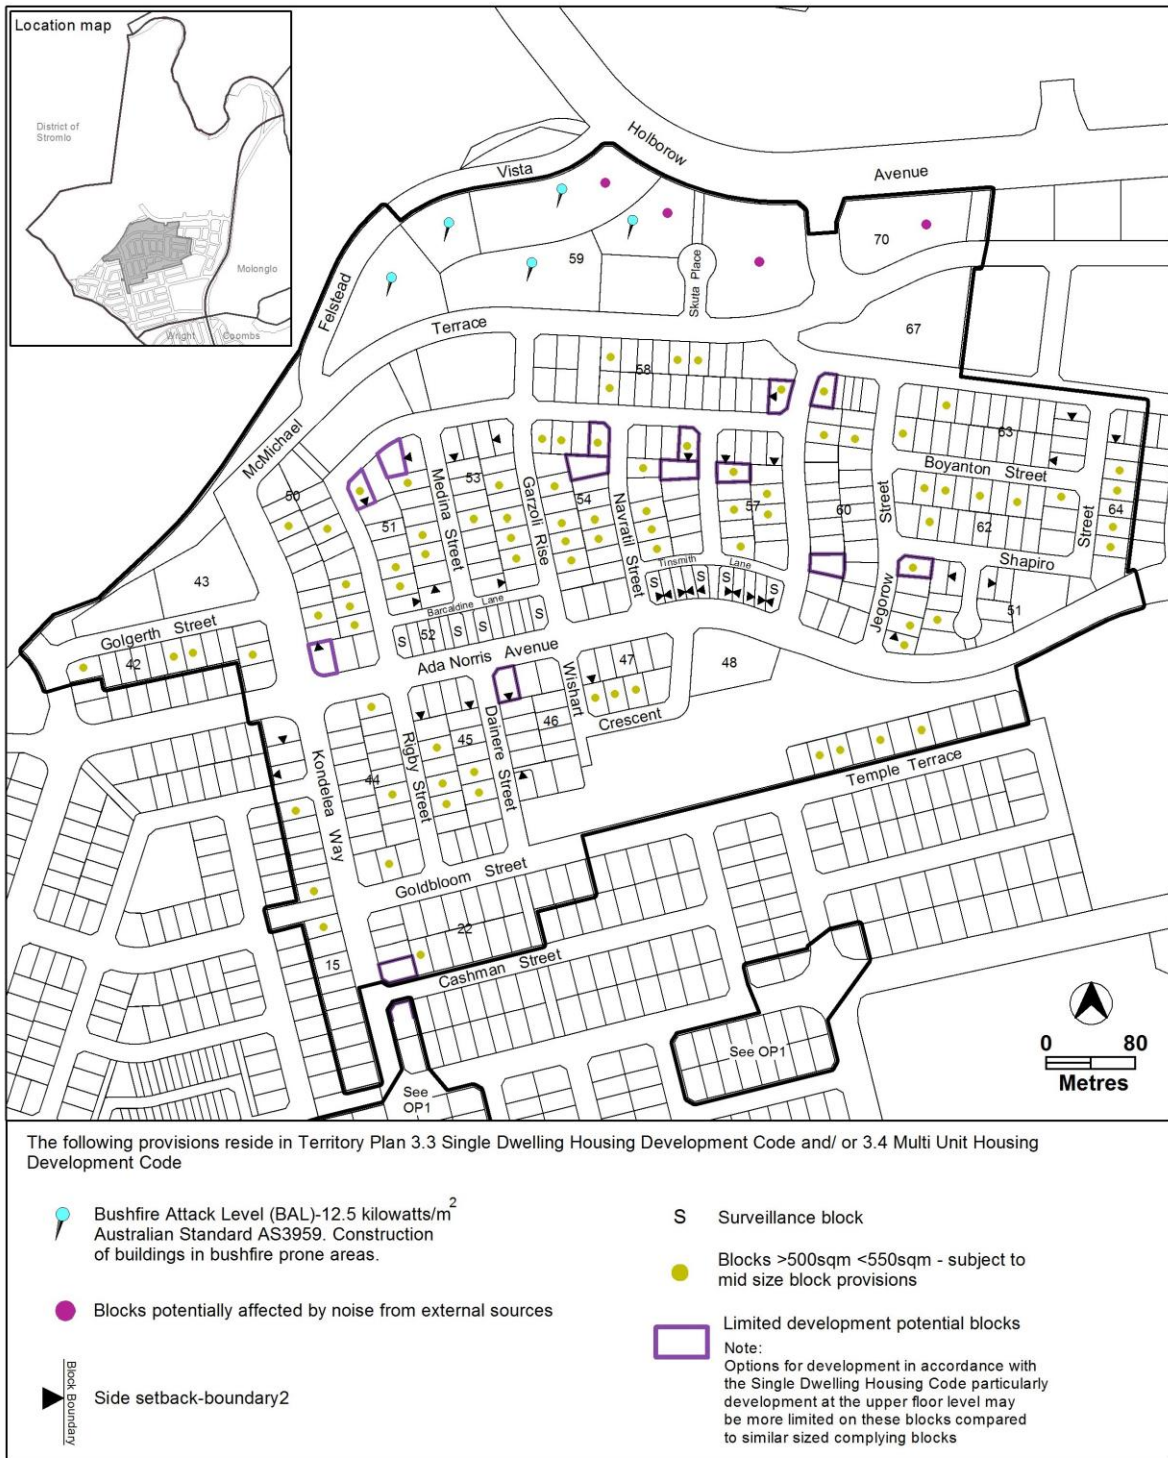 Location map
District of
Stromlo
Molonglo
Wright
Coombs
Holborow
Vista
Avenue
70
Felstead
59
Skuta Place
Terrace
67
58
McMichael
63
Boyanton Street
50
53
Medina Street
Garzoli Rise
54
Navratil Street
57
60
Street
62
64
Street
51
Shapiro
Tinsmith Lane
S
S
S
43
Barcaldine Lane
S
52
S
S
S
Jegorow
51
Golgerth Street
42
Ada Norris Avenue
47
48
Wishart
Crescent
46
45
Dainere Street
Rigby Street
44
Kondelea Way
Temple Terrace
Goldbloom Street
22
15
Cashman Street
See OP1
See
OP1
0 80
Metres
The following provisions reside in Territory Plan 3.3 Single Dwelling Housing Development Code and/ or 3.4 Multi Unit Housing
Development Code
Bushfire Attack Level (BAL)-12.5 kilowatts/m2
Australian Standard AS3959. Construction
of buildings in bushfire prone areas.
Blocks potentially affected by noise from external sources
Block Boundary
Side setback-boundary2
S Surveillance block
Blocks >500sqm <550sqm - subject to
mid size block provisions
Limited development potential blocks
Note:
Options for development in accordance with
the Single Dwelling Housing Code particularly
development at the upper floor level may
be more limited on these blocks compared
to similar sized complying blocks